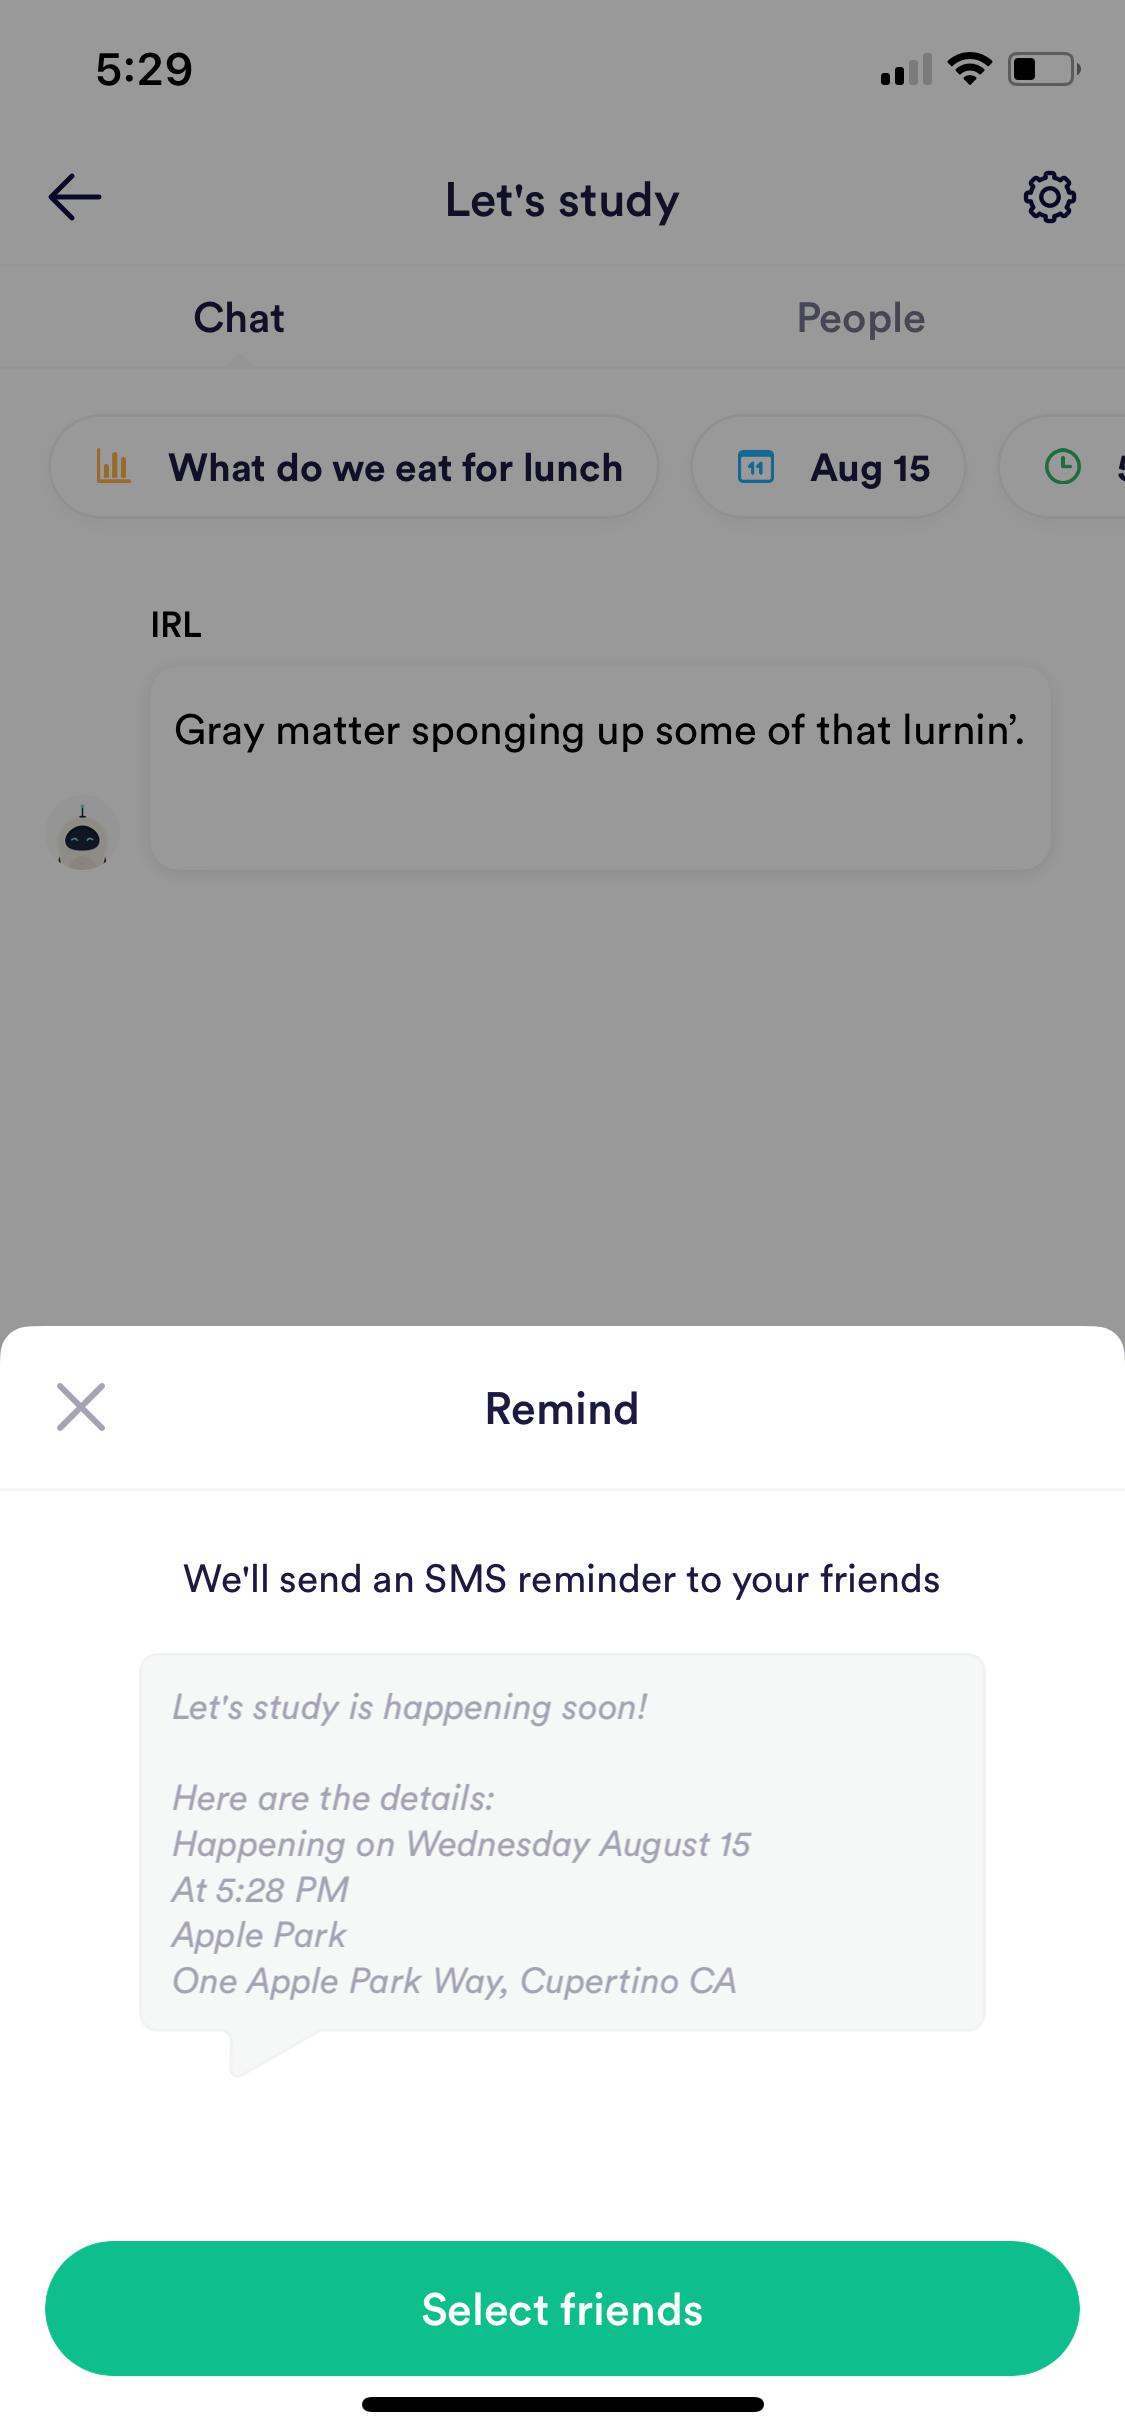 5:29
Let's study
Chat
People
What do we eat for lunch
11
Aug 15
IRL
Gray matter sponging up some of that lurnin’.
Remind
We'll send an SMS reminder to your friends
Let's study is happening soon!
Here are the details:
Happening on Wednesday August 15
At 5:28 PM
Apple Park
One Apple Park Way, Cupertino CA
Select friends